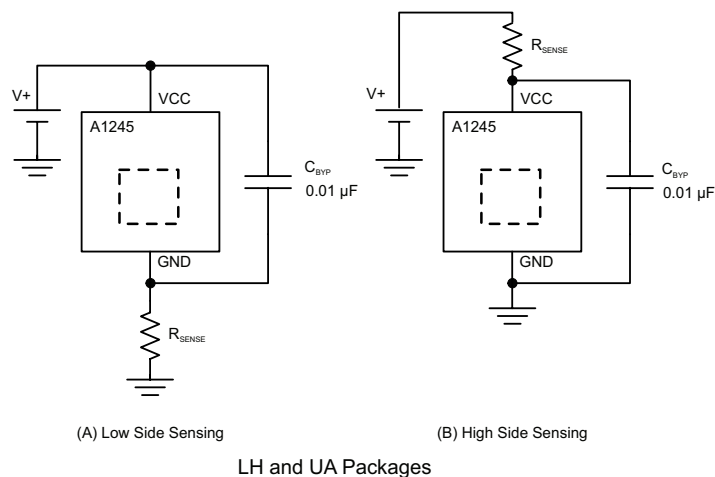 V+
VCC
A1245
C_BYP
0.01 µF
GND
R_SENSE
(A) Low Side Sensing
R_SENSE
V+
VCC
A1245
C_BYP
0.01 µF
GND
(B) High Side Sensing
LH and UA Packages